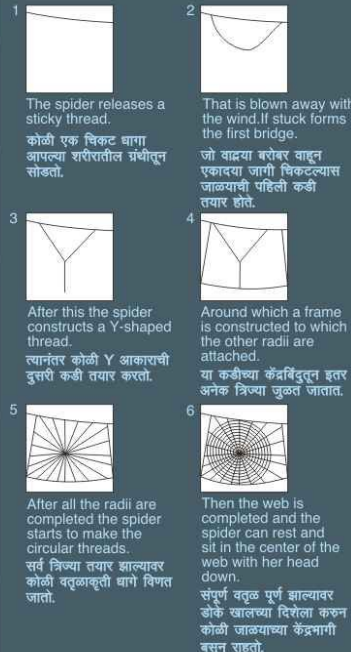 1
The spider releases a
sticky thread.
कोळी एक चिकट धागा
आपल्या शरीरातील ग्रंथीतून
सोडतो.
2
That is blown away with
the wind.If stuck forms
the first bridge.
जो वाद्रया बरोबर वाहून
एकादया जागी चिकटल्यास
जाळयाची पहिली कडी
तयार होते.
3
After this the spider
constructs a Y-shaped
thread.
त्यानंतर कोळी Y आकाराची
दुसरी कडी तयार करतो.
4
Around which a frame
is constructed to which
the other radii are
attached.
या कडीच्या केंद्रबिंदुतून इतर
अनेक त्रिज्या जुळत जातात.
5
After all the radii are
completed the spider
starts to make the
circular threads.
सर्व त्रिज्या तयार झाल्यावर
कोळी वतृळाकृती धागे विणत
जातो.
6
Then the web is
completed and the
spider can rest and
sit in the center of the
web with her head
down.
संपूर्ण वतृळ पूर्ण झाल्यावर
डोके खालच्या दिशेला करुन
कोळी जाळयाच्या केंद्रभागी
बसून राहतो.